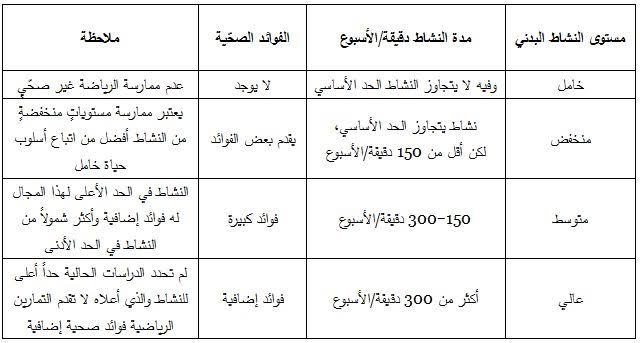 مستوى النشاط البدني
مدة النشاط دقيقة/الأسبوع
الفوائد الصحّية
ملاحظة
خامل
وفيه لا يتجاوز النشاط الحد الأساسي
لا يوجد
عدم ممارسة الرياضة غير صحّي
منخفض
نشاط يتجاوز الحد الأساسي،
لكن أقل من 150 دقيقة/الأسبوع
يقدم بعض الفوائد
يعتبر ممارسة مستوياتٍ منخفضةٍ
من النشاط أفضل من اتباع أسلوب
حياة خامل
متوسط
150-300 دقيقة/الأسبوع
فوائد كبيرة
النشاط في الحد الأعلى لهذا المجال
له فوائد إضافية وأكثر شمولاً من
النشاط في الحد الأدنى
عالي
أكثر من 300 دقيقة/الأسبوع
فوائد إضافية
لم تحدد الدراسات الحالية حداً أعلى
للنشاط والذي أعلاه لا تقدم التمارين
الرياضية فوائد صحية إضافية